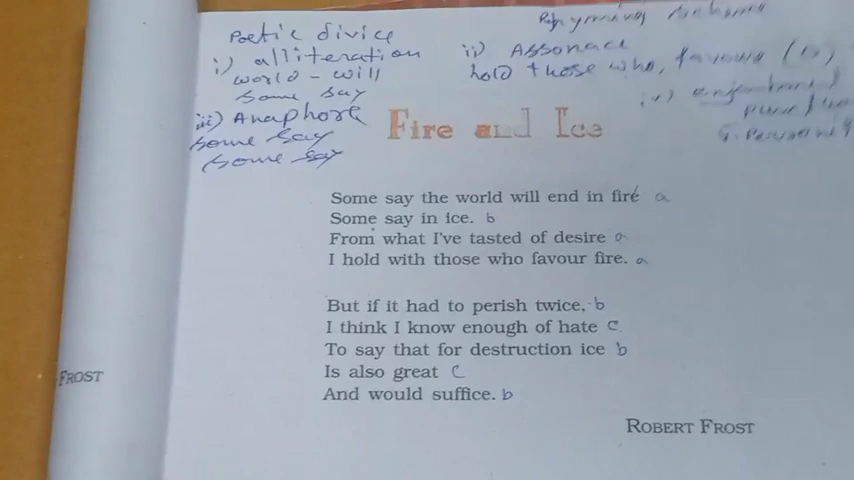 Poetic divice
i) alliteration
world - will
some say
iii) Anaphora
some say
some say
Rhyming scheme
ii) Assonace
hold those who, favour (o)
iv)
Fire and Ice
Some say the world will end in fire a
Some say in ice. b
From what I've tasted of desire a
I hold with those who favour fire. a
But if it had to perish twice, b
I think I know enough of hate C
To say that for destruction ice b
Is also great C
And would suffice. b
ROBERT FROST
FROST